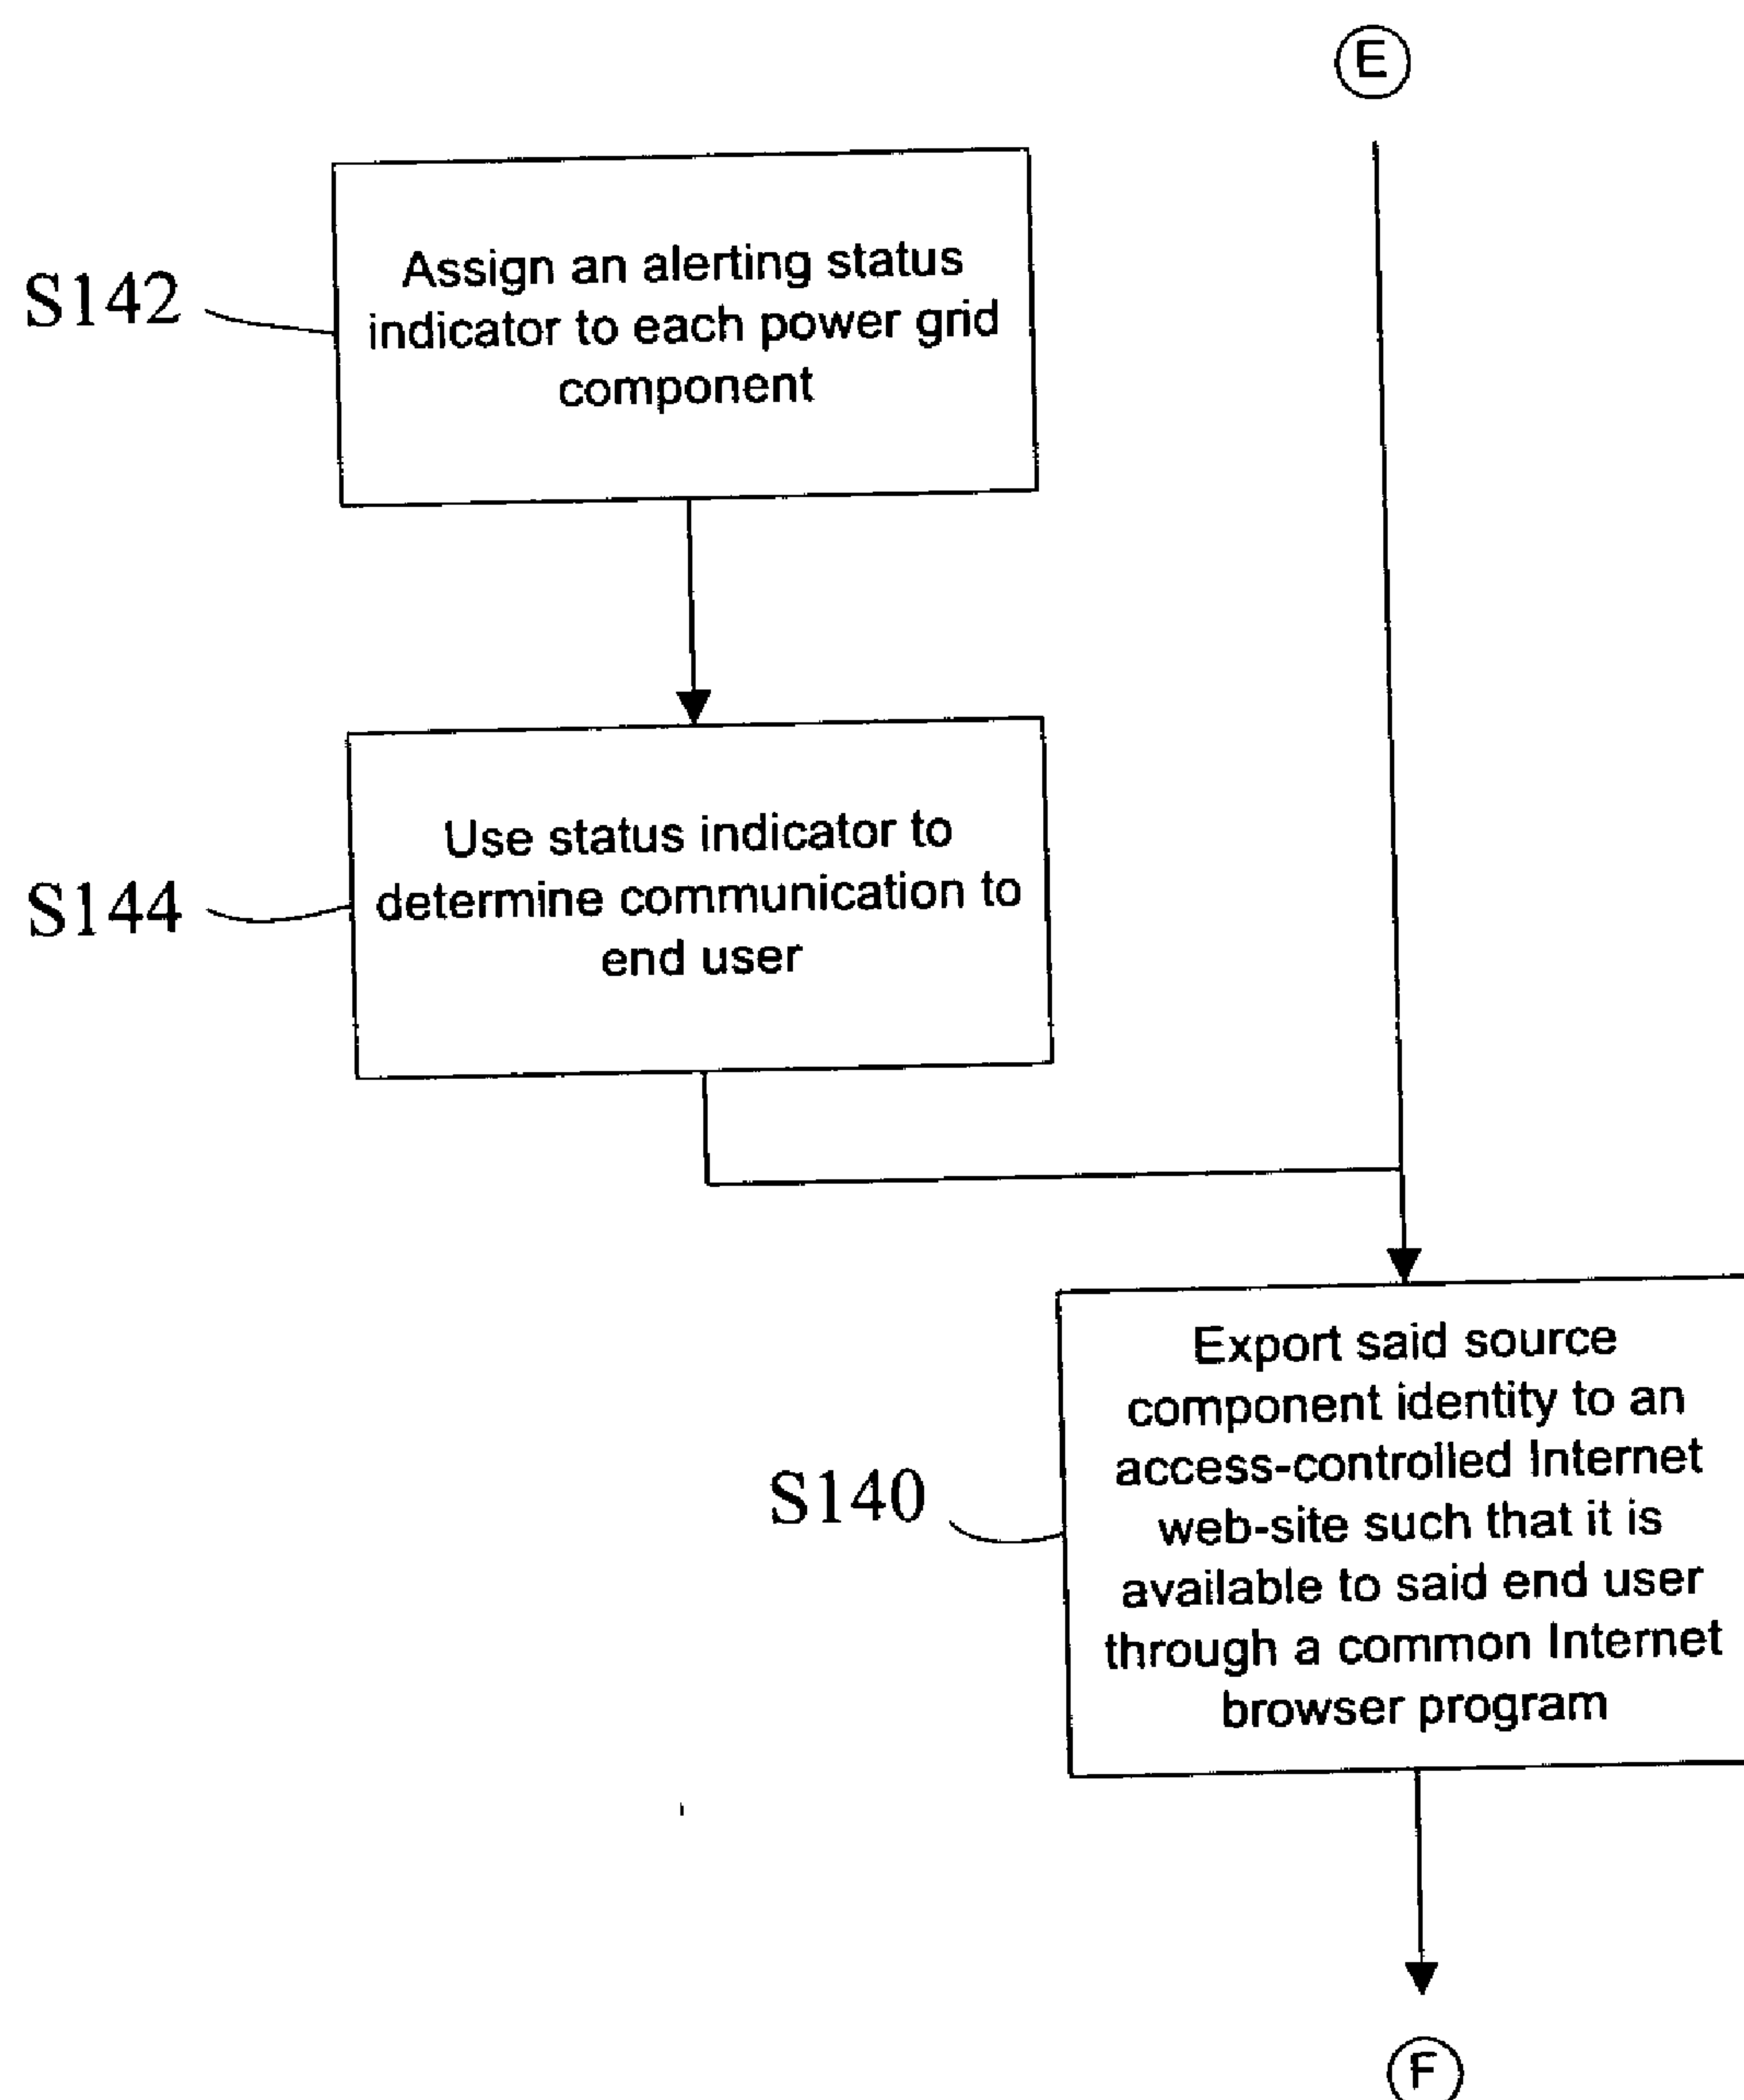 E
S142
Assign an alerting status
indicator to each power grid
component
S144
Use status indicator to
determine communication to
end user
S140
Export said source
component identity to an
access-controlled Internet
web-site such that it is
available to said end user
through a common Internet
browser program
F